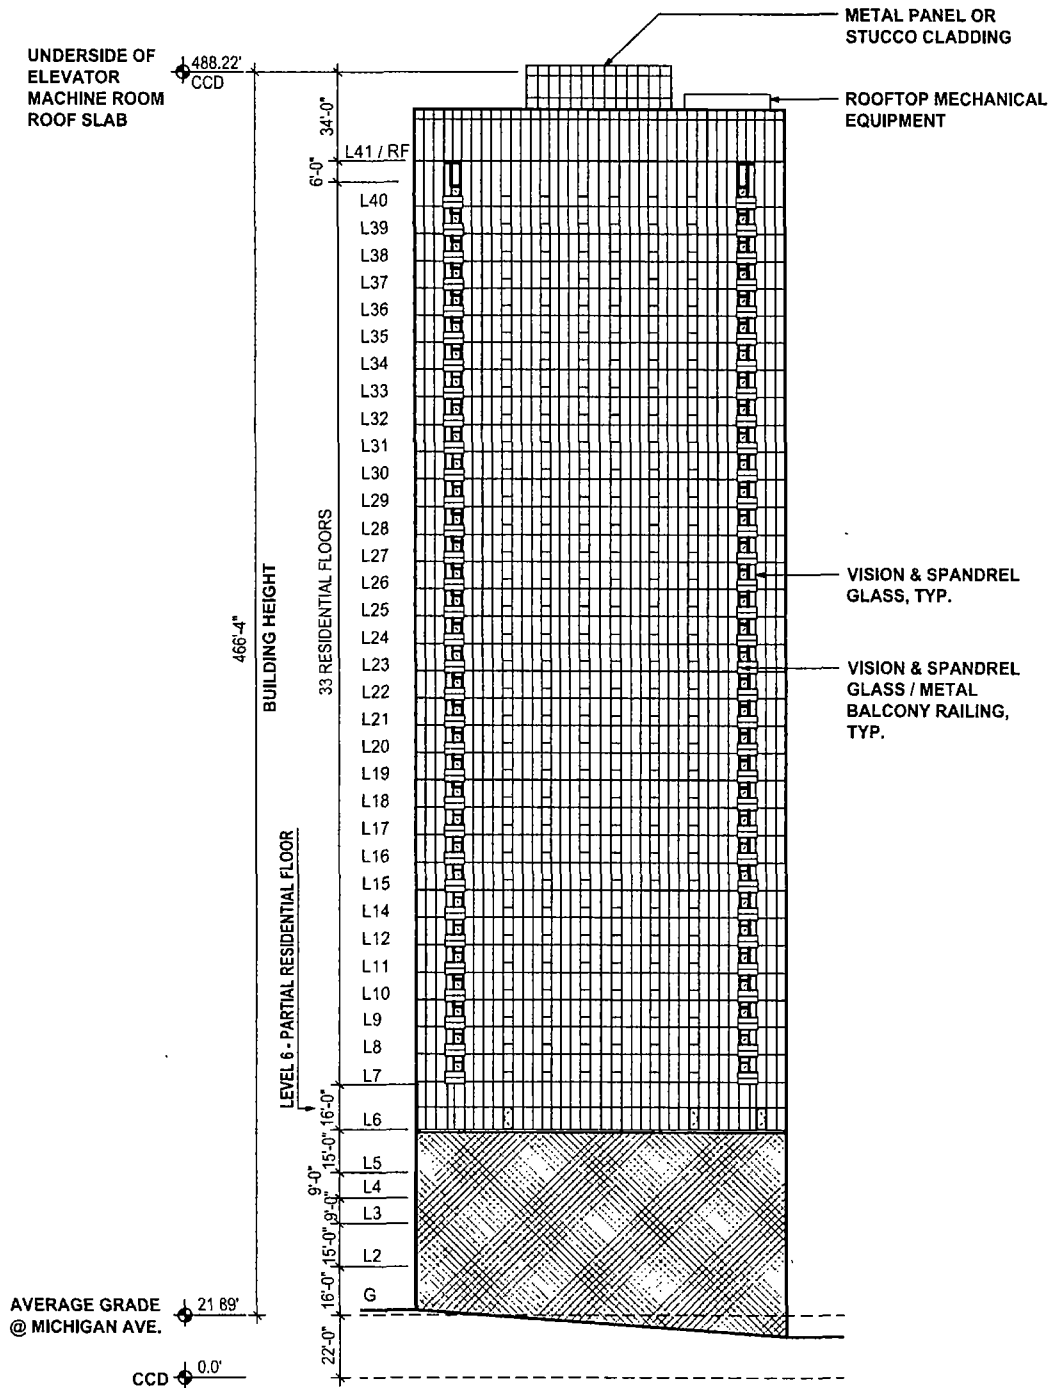 METAL PANEL OR
STUCCO CLADDING
UNDERSIDE OF
ELEVATOR
MACHINE ROOM
ROOF SLAB
488.22'
CCD
ROOFTOP MECHANICAL
EQUIPMENT
34'-0"
L41 / RF
6'-0"
L40
L39
L38
L37
L36
L35
L34
L33
L32
L31
L30
L29
L28
L27
L26
L25
L24
L23
L22
L21
L20
L19
L18
L17
L16
L15
L14
L12
L11
L10
L9
L8
L7
L6
L5
L4
L3
L2
G
33 RESIDENTIAL FLOORS
BUILDING HEIGHT
466'-4"
VISION & SPANDREL
GLASS, TYP.
VISION & SPANDREL
GLASS / METAL
BALCONY RAILING,
TYP.
LEVEL 6 - PARTIAL RESIDENTIAL FLOOR
16'-0"
15'-0"
9'-0"
9'-0"
15'-0"
16'-0"
22'-0"
AVERAGE GRADE
@ MICHIGAN AVE.
21 89'
CCD
0.0'